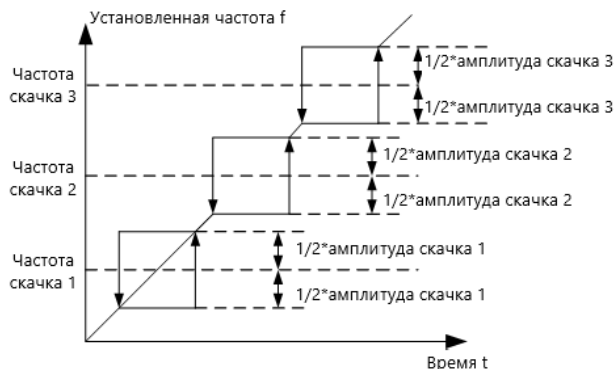 Установленная частота f
1/2*амплитуда скачка 3
Частота
скачка 3
1/2*амплитуда скачка 3
1/2*амплитуда скачка 2
Частота
скачка 2
1/2*амплитуда скачка 2
1/2*амплитуда скачка 1
Частота
скачка 1
1/2*амплитуда скачка 1
Время t